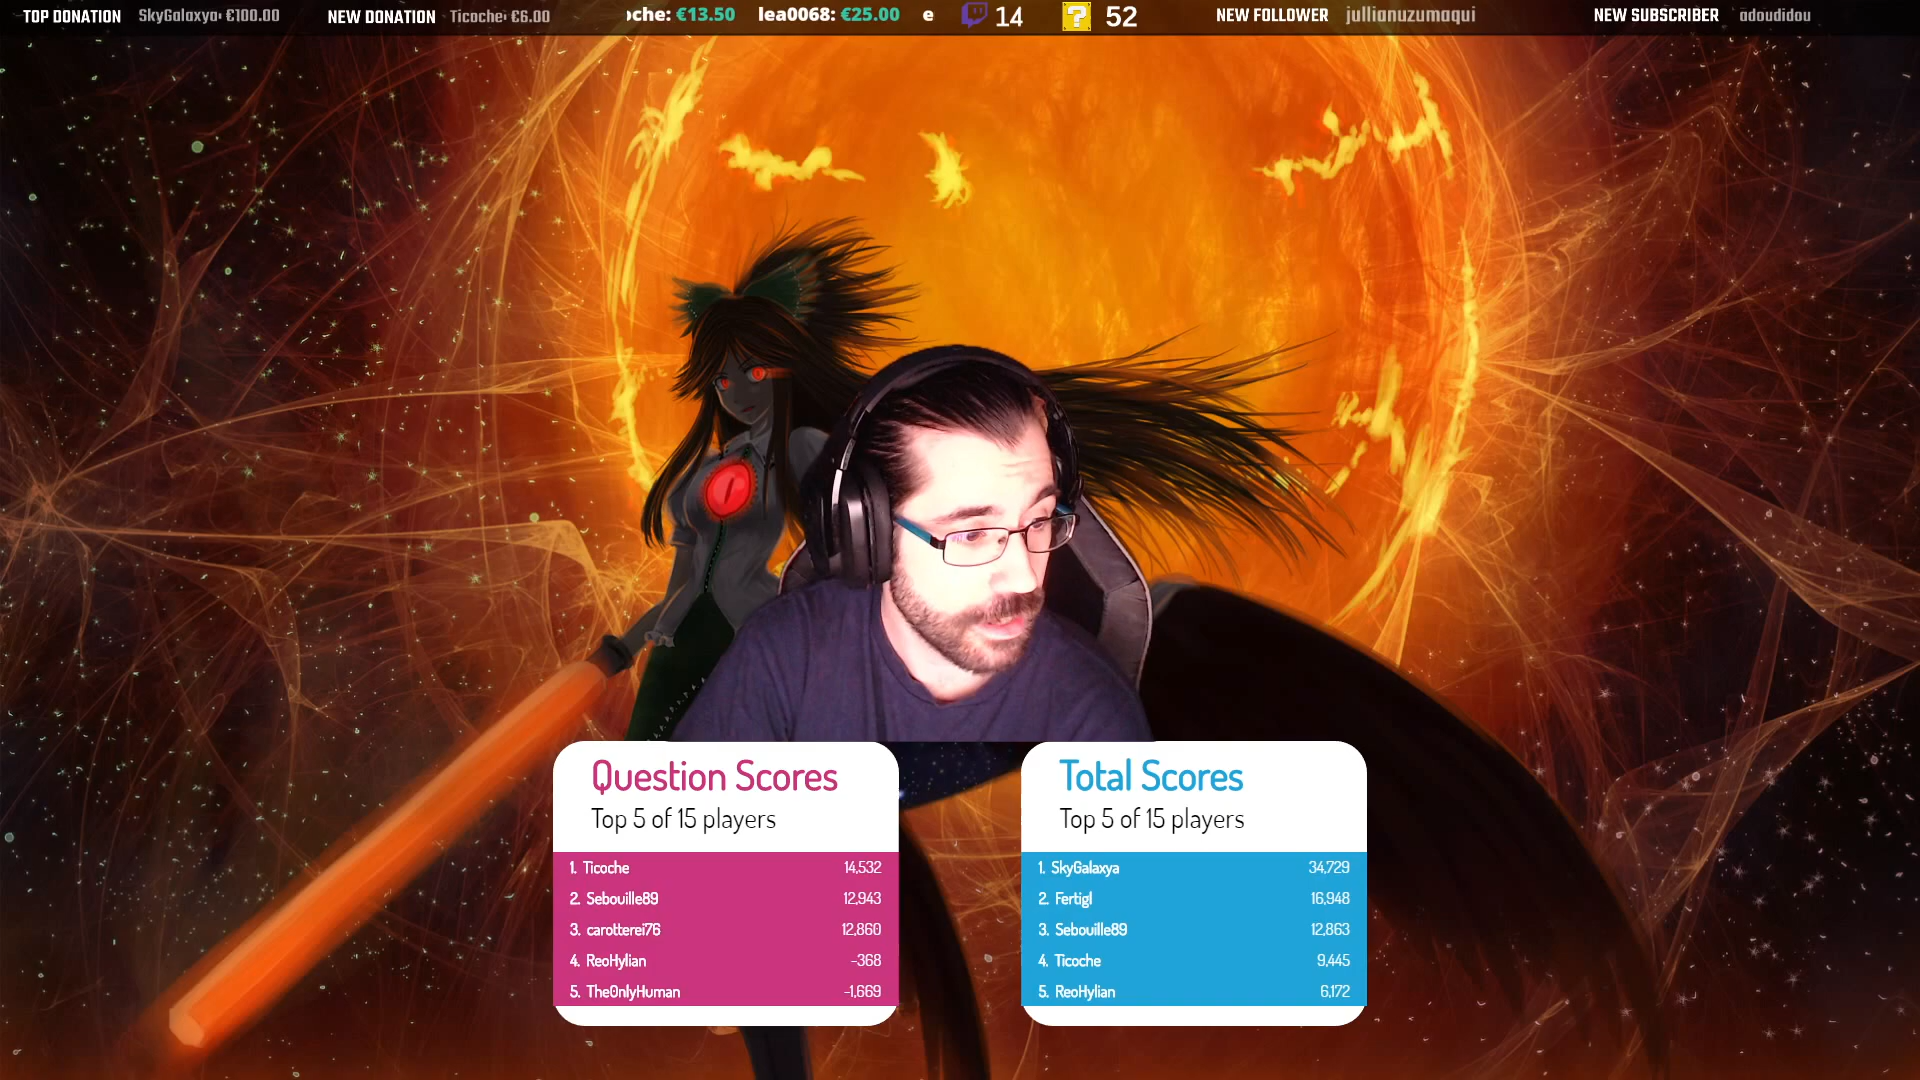 TOP DONATION SkyGalaxya: €100.00 NEW DONATION Ticoche: €6.00 oche: €13.50 lea0068: €25.00 e 14 ? 52 NEW FOLLOWER jullianuzumaqui NEW SUBSCRIBER adoudidou
Question Scores
Top 5 of 15 players
1. Ticoche 14,532
2. Sebouille89 12,943
3. carotterei76 12,860
4. ReoHylian -368
5. TheOnlyHuman -1,669
Total Scores
Top 5 of 15 players
1. SkyGalaxya 34,729
2. Fertigl 16,948
3. Sebouille89 12,863
4. Ticoche 9,445
5. ReoHylian 6,172